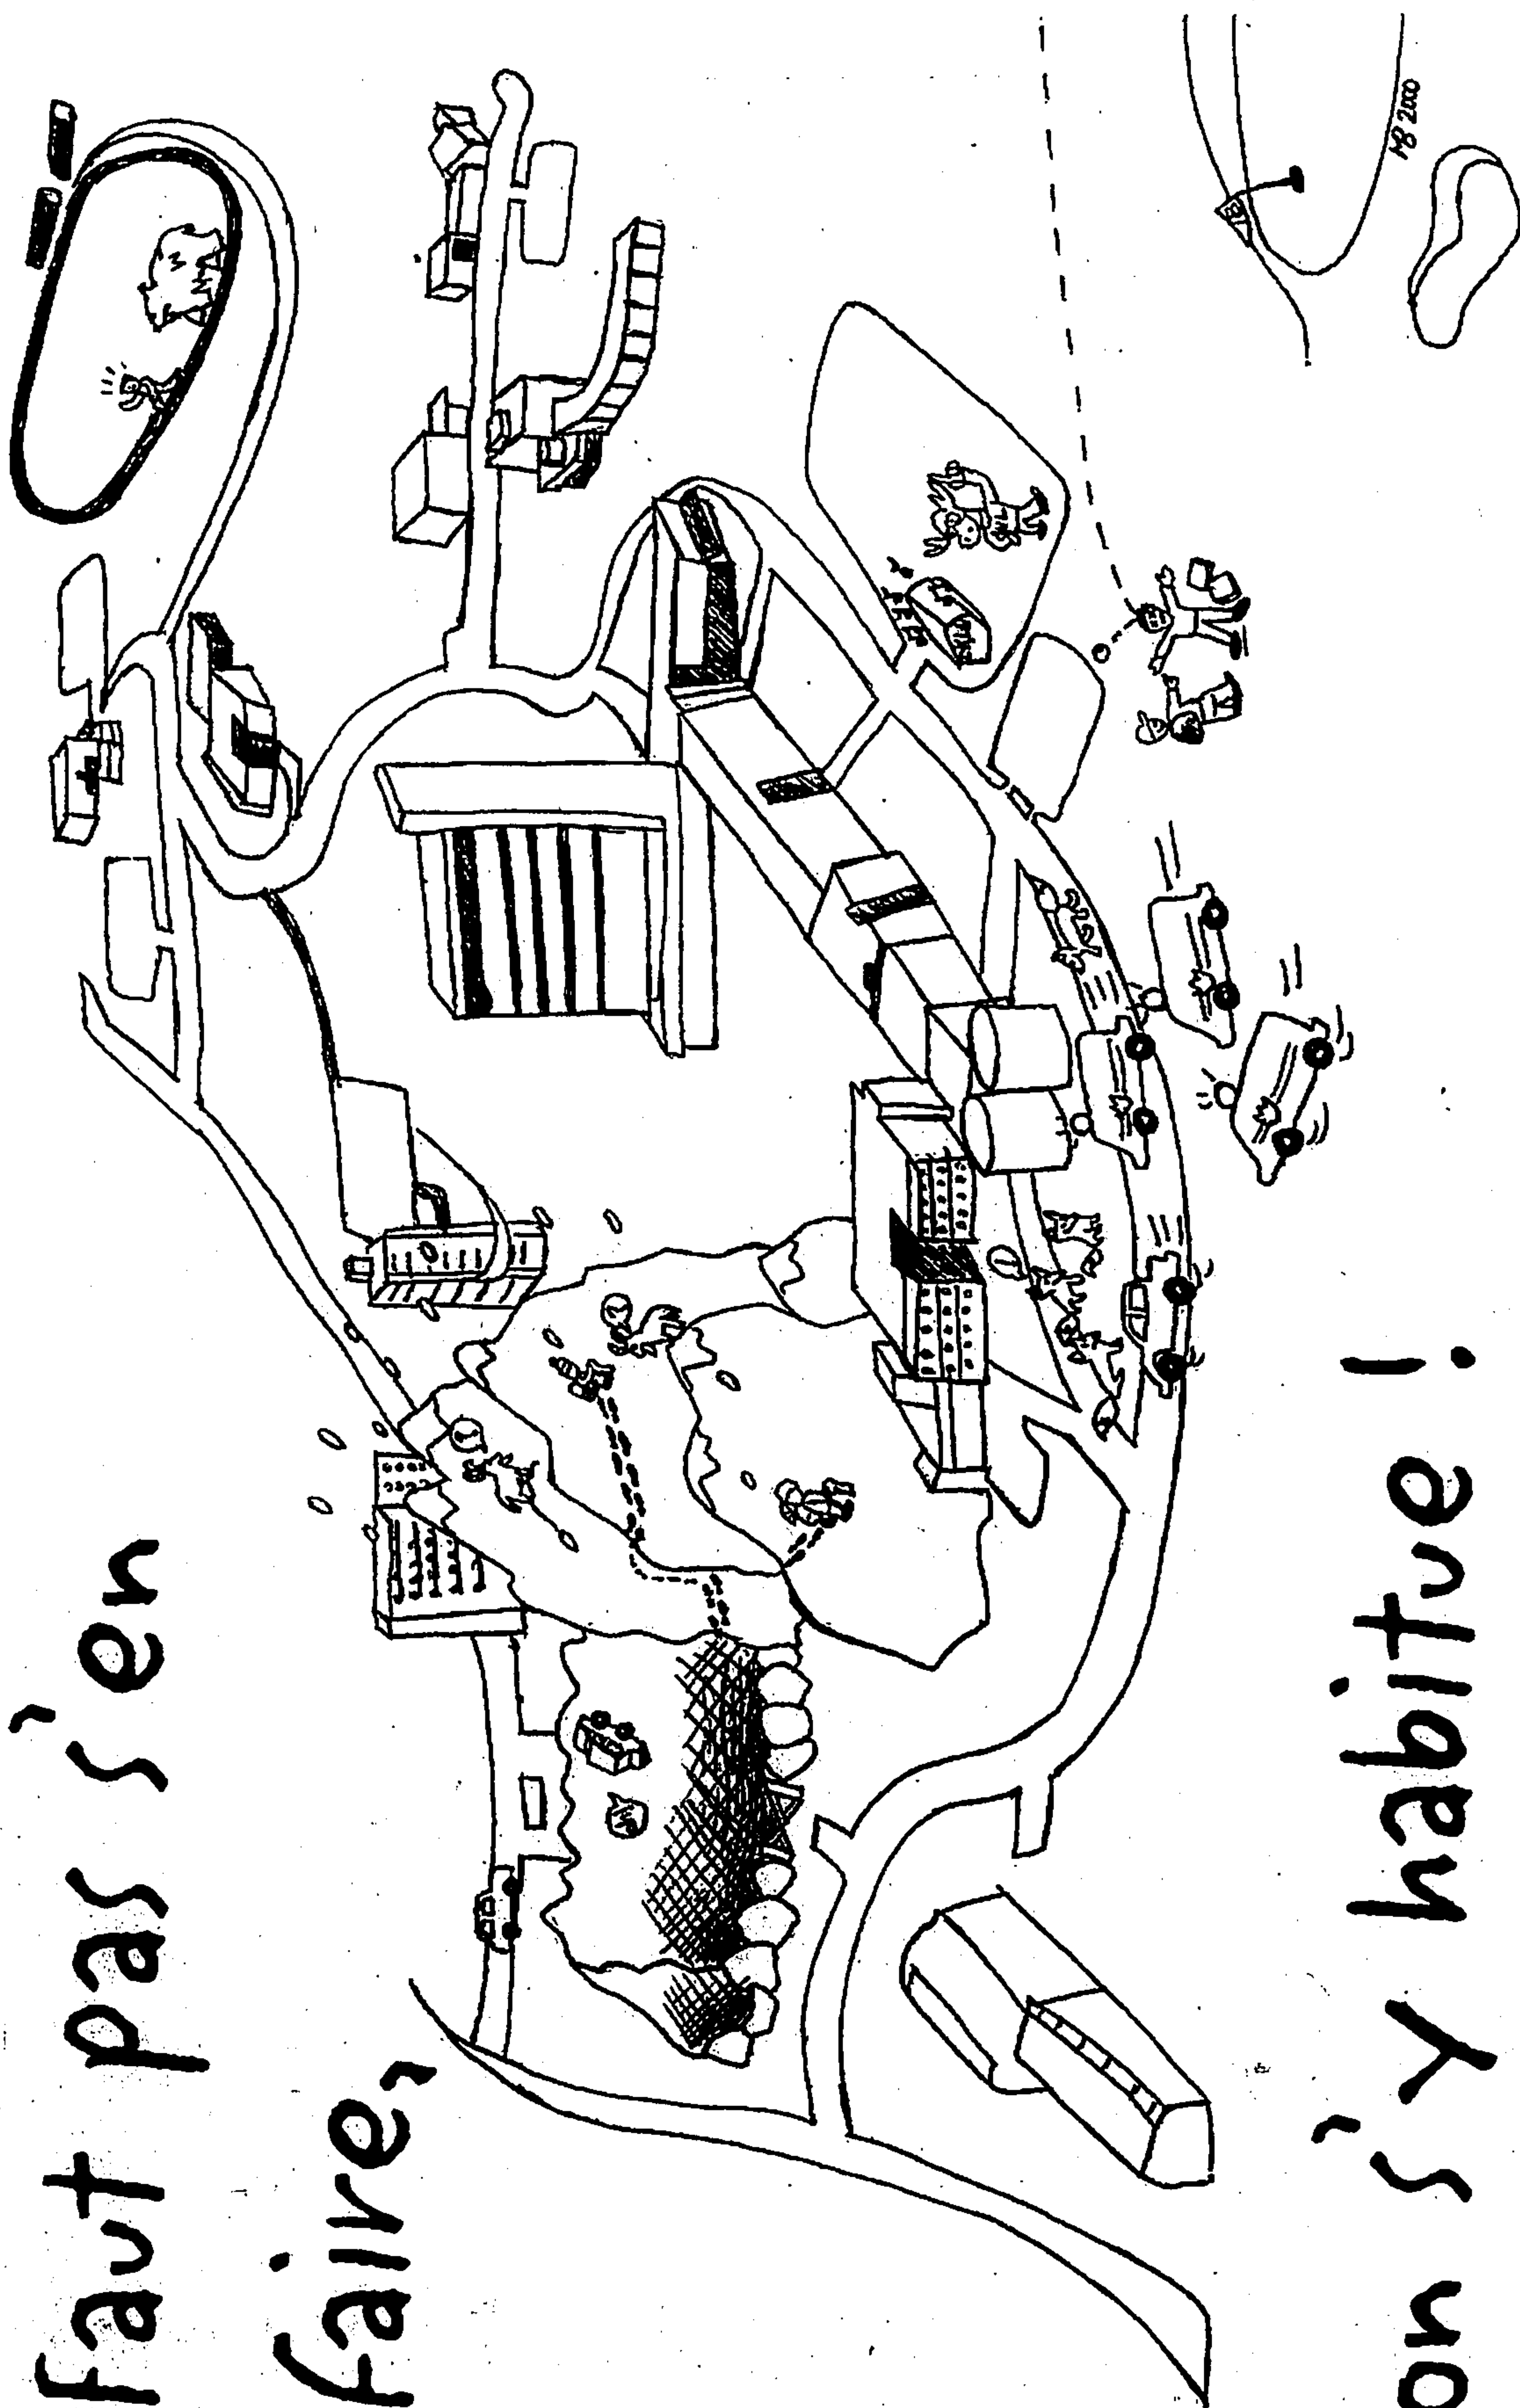 Faut pas s'en
faire,
on s'y habitue !
MB 2000